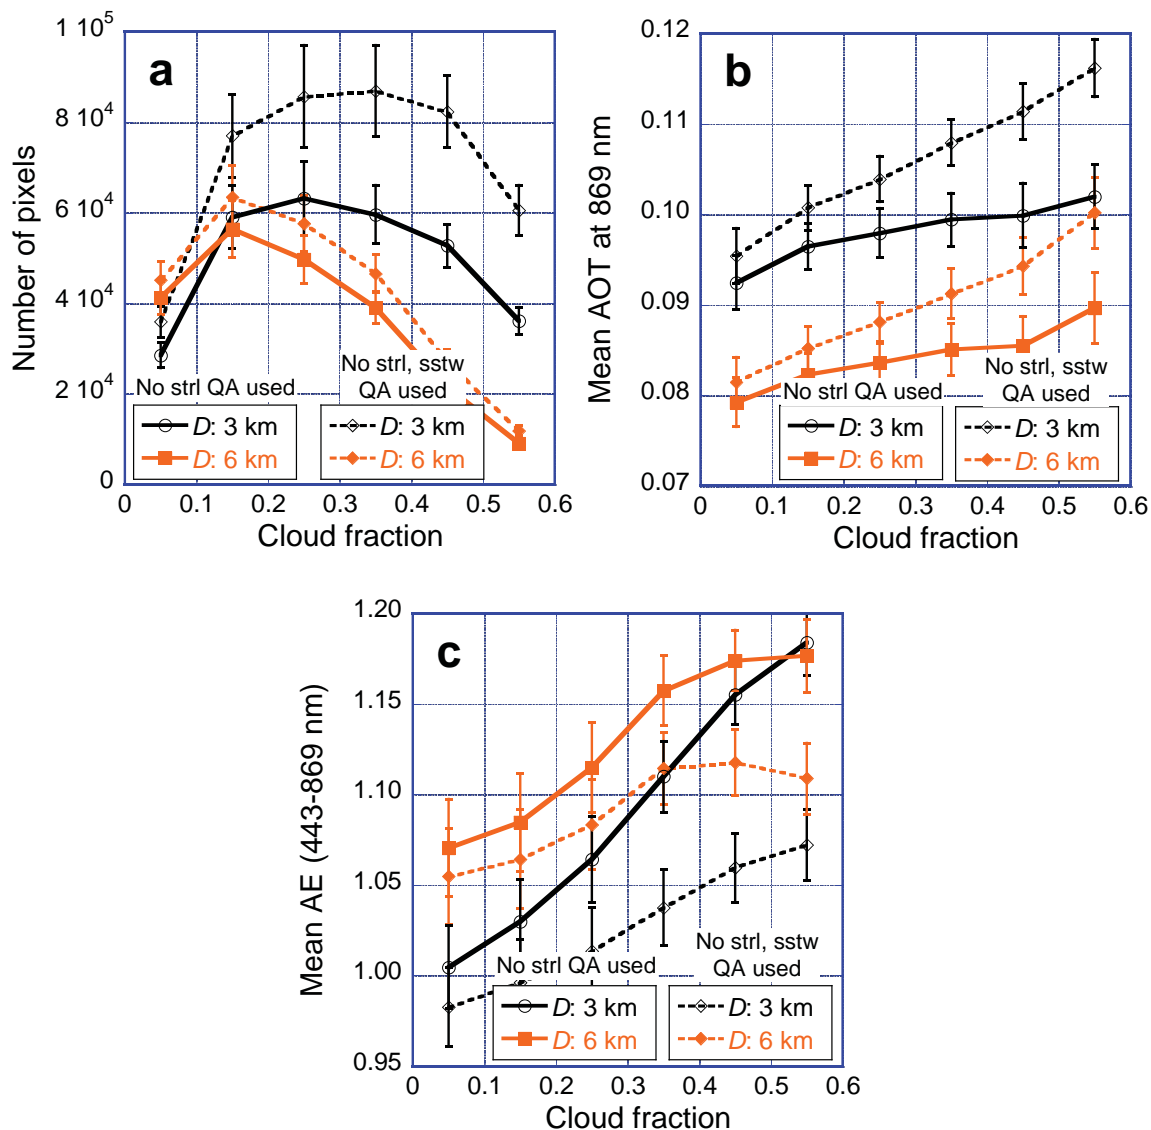 a
1 10^5
8 10^4
6 10^4
4 10^4
2 10^4
0
Number of pixels
No strl QA used
No strl, sstw
QA used
D: 3 km
D: 6 km
D: 3 km
D: 6 km
0 0.1 0.2 0.3 0.4 0.5 0.6
Cloud fraction
b
0.12
0.11
0.10
0.09
0.08
0.07
Mean AOT at 869 nm
No strl QA used
No strl, sstw
QA used
D: 3 km
D: 6 km
D: 3 km
D: 6 km
0 0.1 0.2 0.3 0.4 0.5 0.6
Cloud fraction
c
1.20
1.15
1.10
1.05
1.00
0.95
Mean AE (443-869 nm)
No strl QA used
No strl, sstw
QA used
D: 3 km
D: 6 km
D: 3 km
D: 6 km
0 0.1 0.2 0.3 0.4 0.5 0.6
Cloud fraction